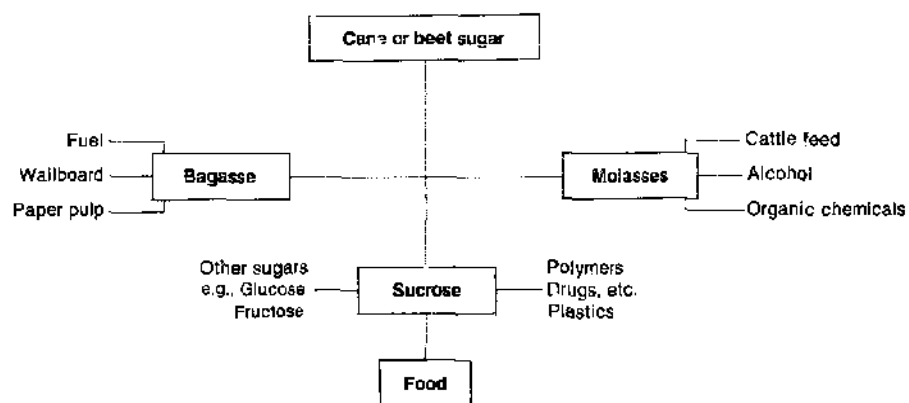 Cane or beet sugar
Fuel
Wallboard
Paper pulp
Bagasse
Molasses
Cattle feed
Alcohol
Organic chemicals
Other sugars
e.g., Glucose
Fructose
Sucrose
Polymers
Drugs, etc.
Plastics
Food